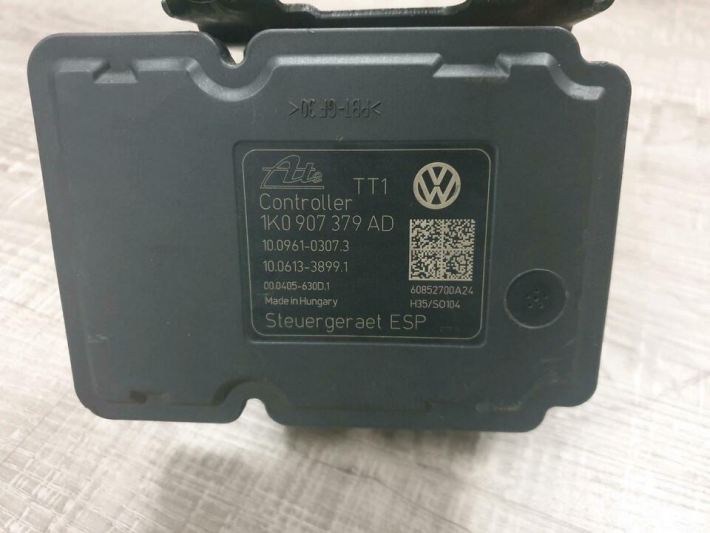 >PBT-GF30<
Ate TT1
Controller
1K0 907 379 AD
10.0961-0307.3
10.0613-3899.1
00.0405-630D.1
60852700A24
Made in Hungary
H35/S0104
Steuergeraet ESP